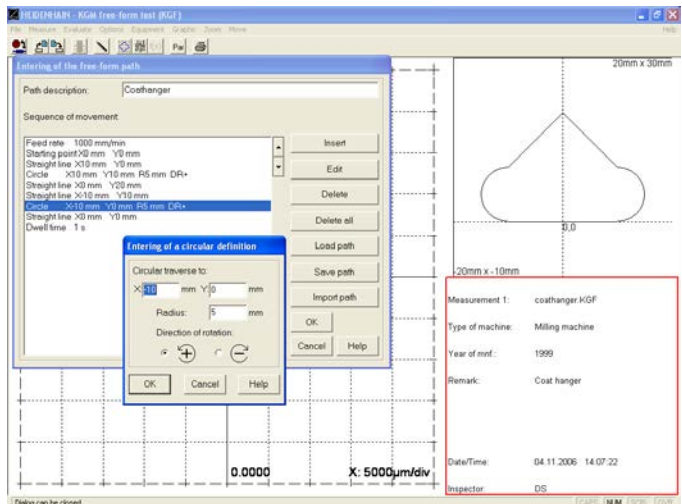 HEIDENHAIN - KGM free-form test (KGF)
File Measure Evaluate Options Equipment Graphic Zoom Move Help
Par
Entering of the free-form path
Path description: Coathanger
Sequence of movement:
Feed rate 1000 mm/min
Starting point X0 mm Y0 mm
Straight line X10 mm Y0 mm
Circle X10 mm Y10 mm R5 mm DR+
Straight line X0 mm Y20 mm
Straight line X-10 mm Y10 mm
Circle X-10 mm Y0 mm R5 mm DR+
Straight line X0 mm Y0 mm
Dwell time 1 s
Insert
Edit
Delete
Delete all
Load path
Save path
Import path
OK
Cancel Help
Entering of a circular definition
Circular traverse to:
X: -10 mm Y: 0 mm
Radius: 5 mm
Direction of rotation:
OK Cancel Help
0.0000 X: 5000µm/div
20mm x 30mm
0,0
-20mm x -10mm
Measurement 1: coathanger.KGF
Type of machine: Milling machine
Year of mnf.: 1999
Remark: Coat hanger
Date/Time: 04.11.2006 14:07:22
Inspector: DS
Dialog can be closed
CAPS NUM SCRL OVR